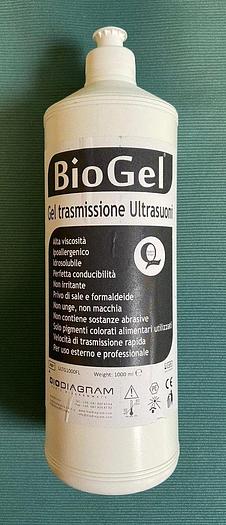 BioGel
Gel trasmissione Ultrasuoni
Alta viscosità
Ipoallergenico
Idrosolubile
Perfetta conducibilità
Non irritante
Privo di sale e formaldeide
Non unge, non macchia
Non contiene sostanze abrasive
Solo pigmenti colorati alimentari utilizzati
Velocità di trasmissione rapida
Per uso esterno e professionale
Weight: 1000 ml C
BIODIAGRAM
CE